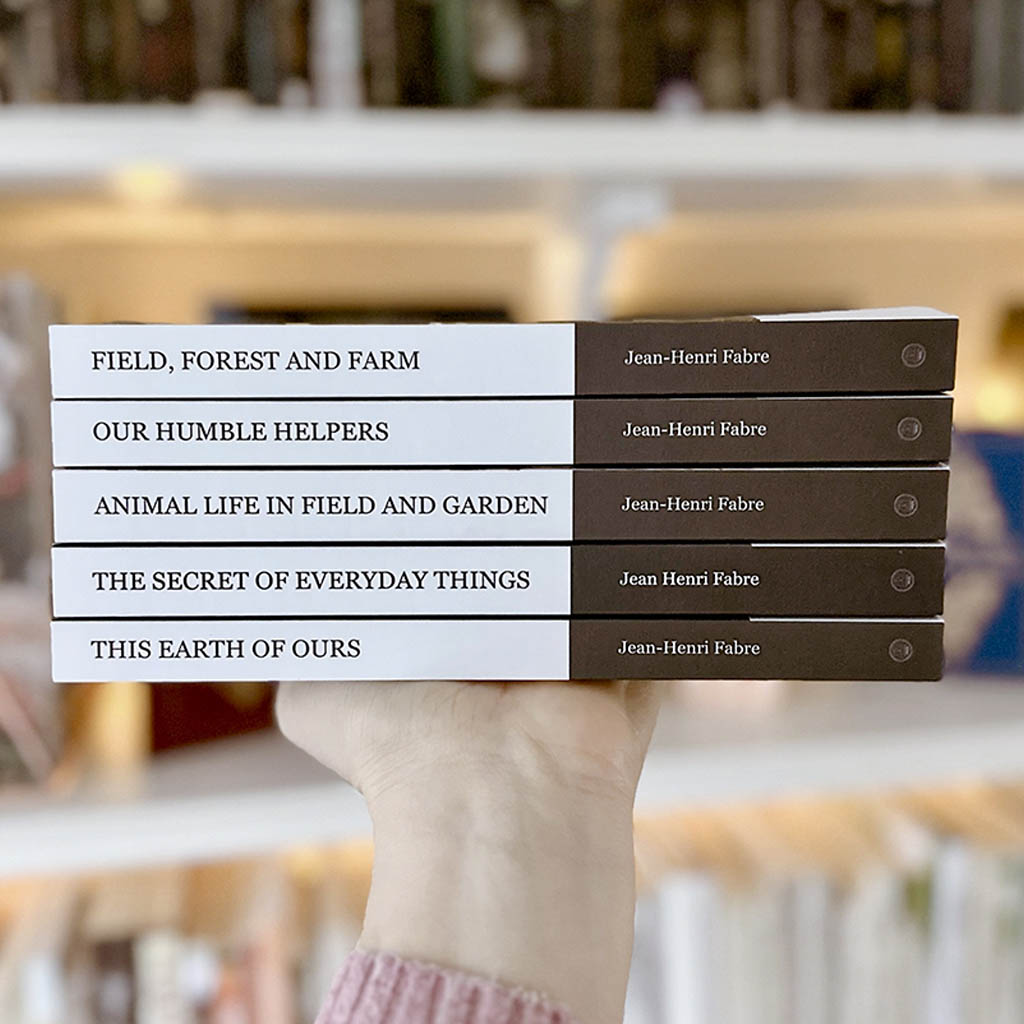 FIELD, FOREST AND FARM Jean-Henri Fabre
OUR HUMBLE HELPERS Jean-Henri Fabre
ANIMAL LIFE IN FIELD AND GARDEN Jean-Henri Fabre
THE SECRET OF EVERYDAY THINGS Jean Henri Fabre
THIS EARTH OF OURS Jean-Henri Fabre